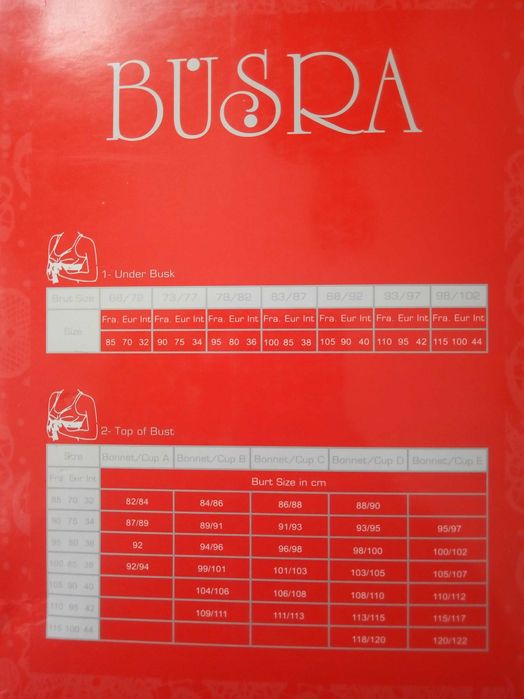 BÜŞRA
1- Under Busk
Brut Size 68/72 73/77 78/82 83/87 88/92 93/97 98/102
Size Fra. Eur Int Fra. Eur Int Fra. Eur Int Fra. Eur Int Fra. Eur Int Fra. Eur Int Fra. Eur Int
85 70 32 90 75 34 95 80 36 100 85 38 105 90 40 110 95 42 115 100 44
2- Top of Bust
Bonnet/Cup A Bonnet/Cup B Bonnet/Cup C Bonnet/Cup D Bonnet/Cup E
Fra. Eur Int Burt Size in cm
85 70 32 82/84 84/86 86/88 88/90
90 75 34 87/89 89/91 91/93 93/95 95/97
95 80 36 92 94/96 96/98 98/100 100/102
100 85 38 92/94 99/101 101/103 103/105 105/107
105 90 40 104/106 106/108 108/110 110/112
110 95 42 109/111 111/113 113/115 115/117
115 100 44 118/120 120/122